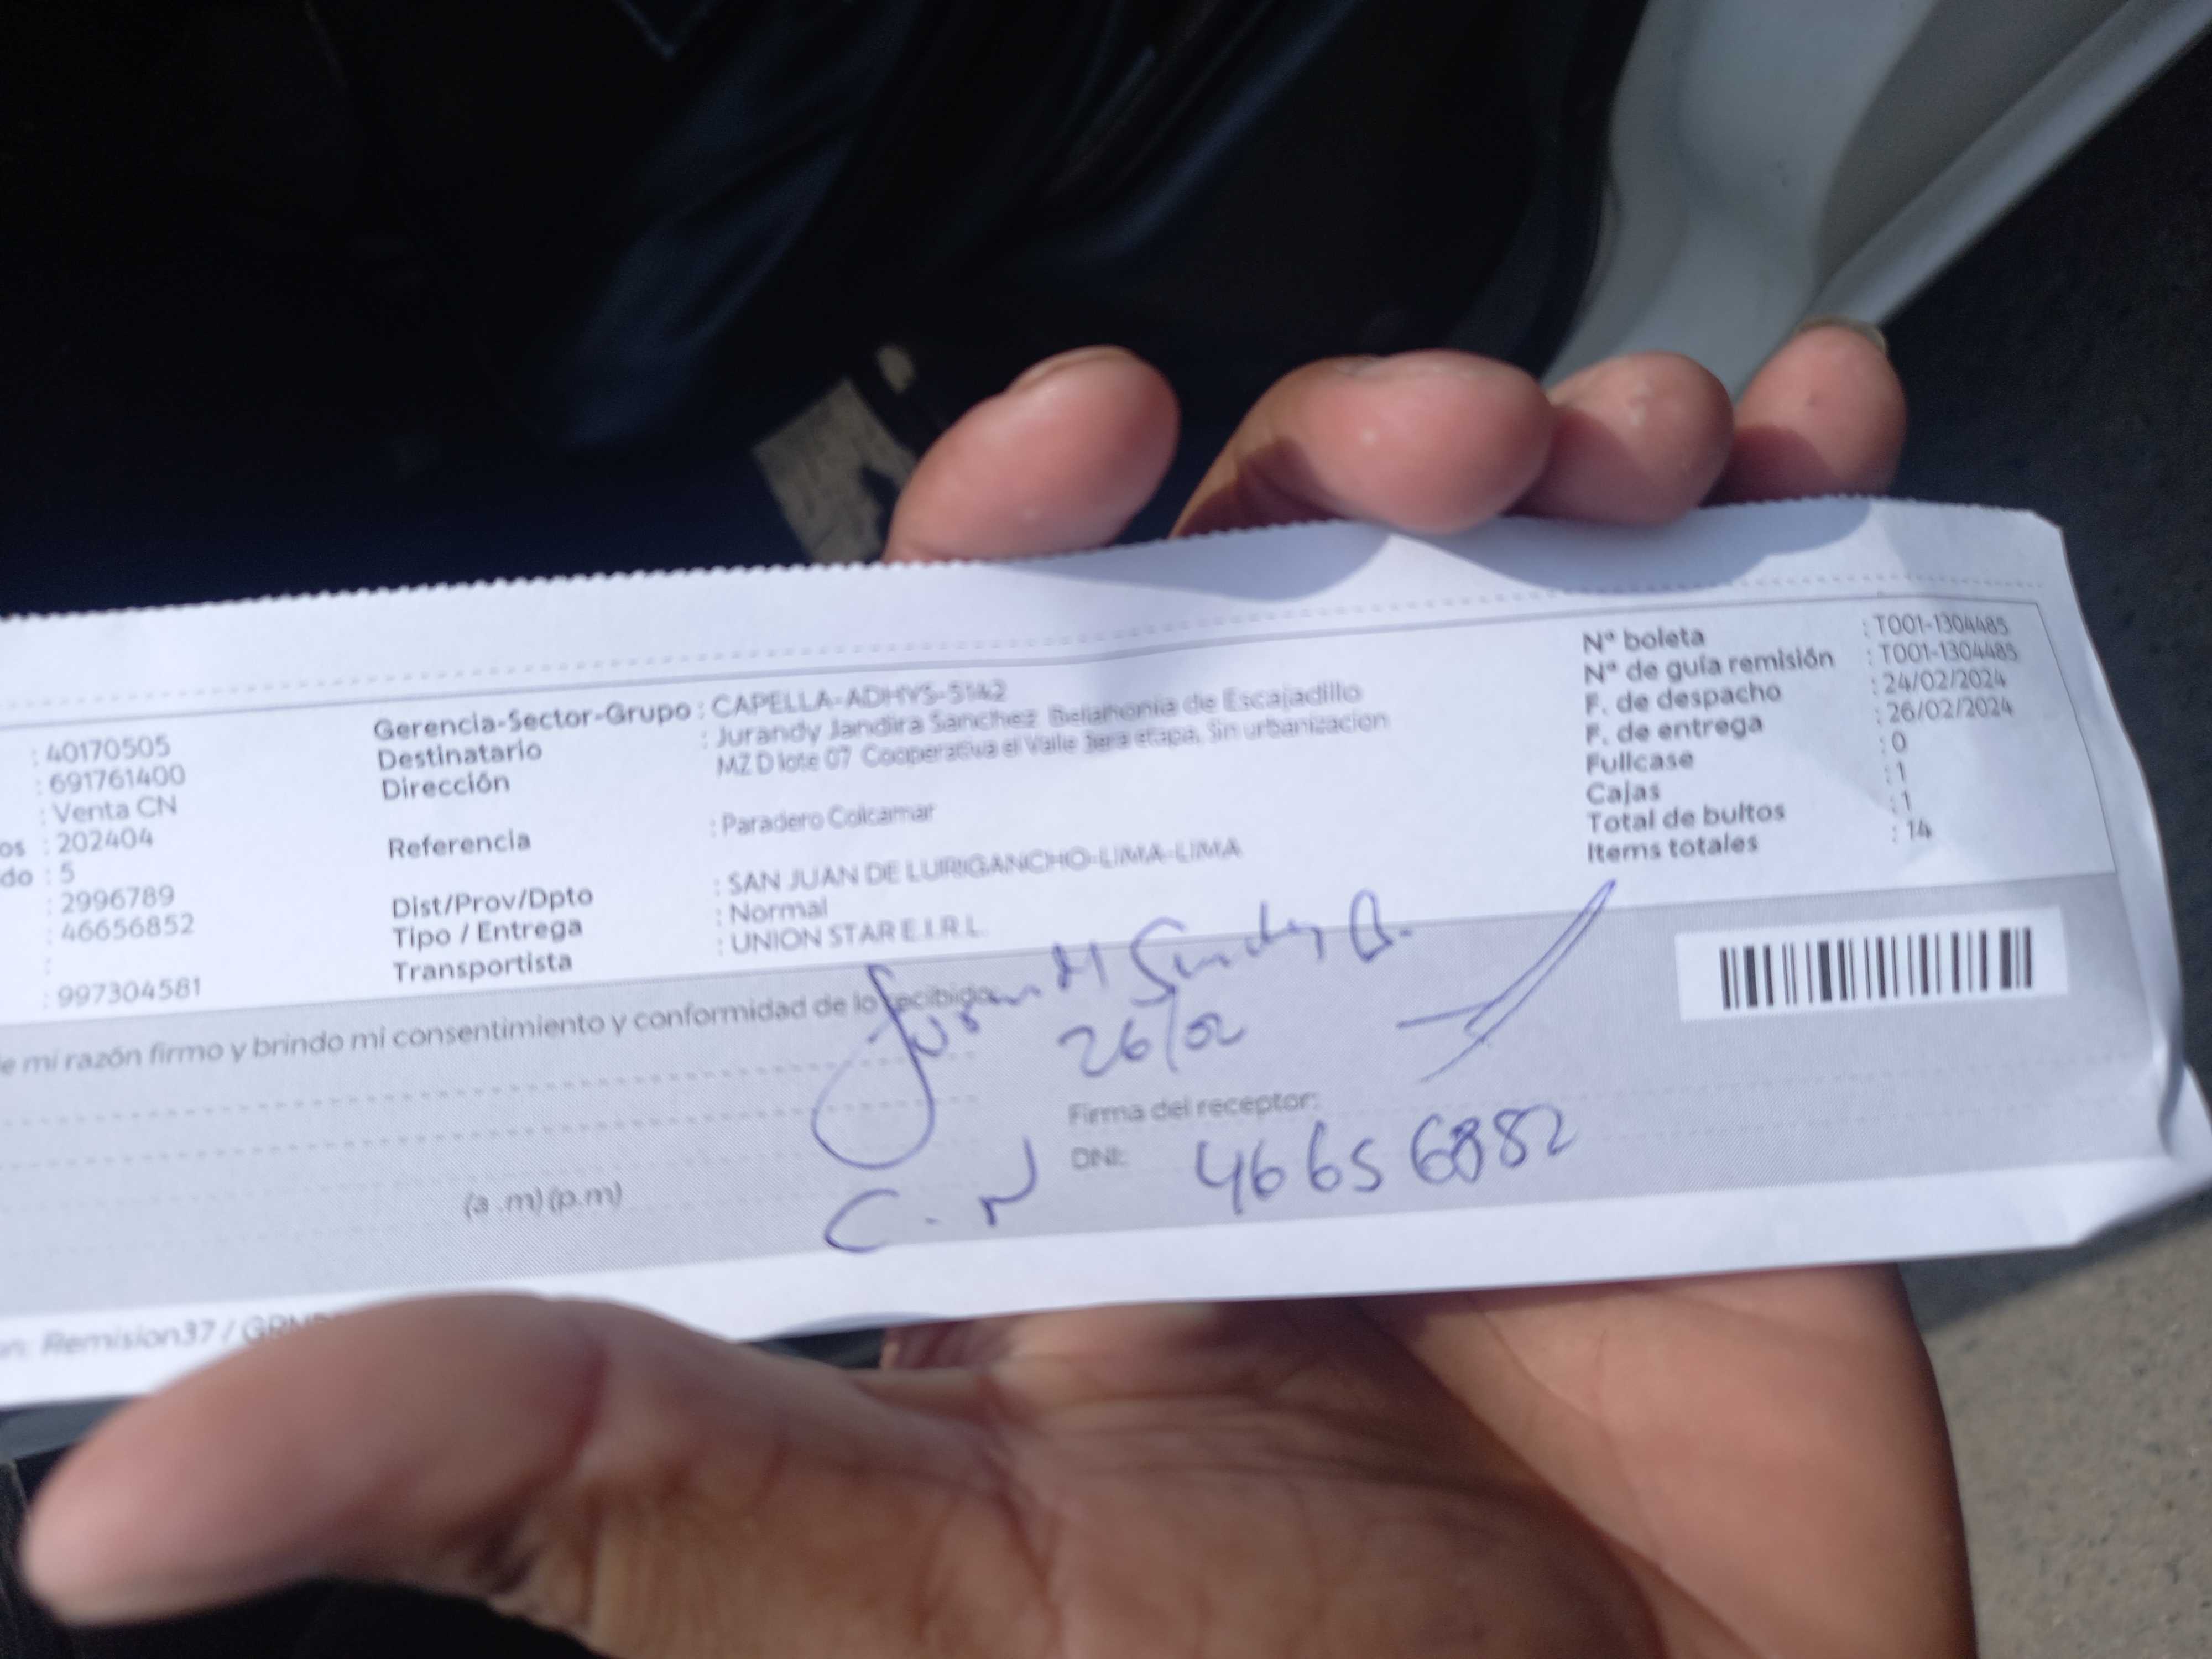 : 40170505
: 691761400
: Venta CN
os : 202404
do : 5
: 2996789
: 46656852
:
: 997304581
Gerencia-Sector-Grupo : CAPELLA-ADHVS-5142
Destinatario : Jurandy Jandira Sanchez Belahonia de Escajadillo
Dirección MZ D lote 07 Cooperativa el Valle 3era etapa, Sin urbanizacion
Referencia : Paradero Colcamar
Dist/Prov/Dpto : SAN JUAN DE LURIGANCHO-LIMA-LIMA
Tipo / Entrega : Normal
Transportista : UNION STAR E.I.R.L.
Nª boleta : T001-1304485
Nª de guía remisión : T001-1304485
F. de despacho : 24/02/2024
F. de entrega : 26/02/2024
Fullcase : 0
Cajas : 1
Total de bultos : 1
Items totales : 14
e mi razón firmo y brindo mi consentimiento y conformidad de lo recibido
26/02
Firma del receptor:
DNI: 46656882
(a .m) (p.m)
C. N
n: Remision37 /